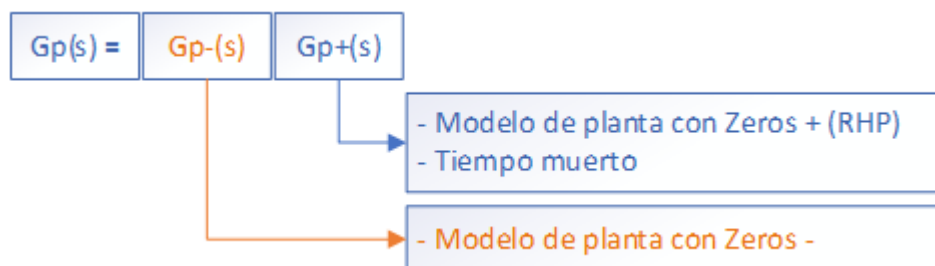 Gp(s) = Gp-(s) Gp+(s)
- Modelo de planta con Zeros + (RHP)
- Tiempo muerto
- Modelo de planta con Zeros -